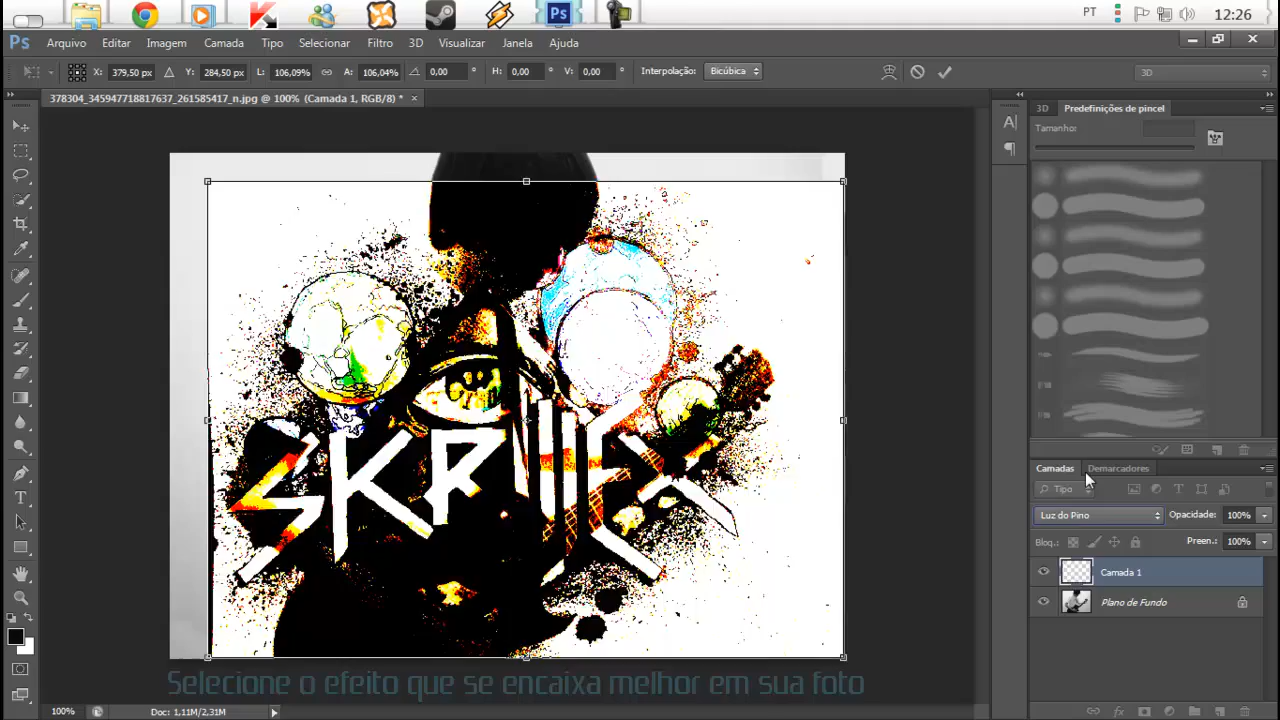 Ps
PT
12:26
Ps Arquivo Editar Imagem Camada Tipo Selecionar Filtro 3D Visualizar Janela Ajuda
X: 379,50 px Y: 284,50 px L: 106,09% A: 106,04% 0,00 ° H: 0,00 ° V: 0,00 ° Interpolação: Bicúbica 3D
378304_345947718817637_261585417_n.jpg @ 100% (Camada 1, RGB/8) * ×
3D Predefinições de pincel
Tamanho:
A
SKRILLEX
Camadas Demarcadores
Tipo
Luz do Pino Opacidade: 100%
Bloq.: Preen.: 100%
Camada 1
Plano de Fundo
Selecione o efeito que se encaixa melhor em sua foto
100% Doc: 1,11M/2,31M